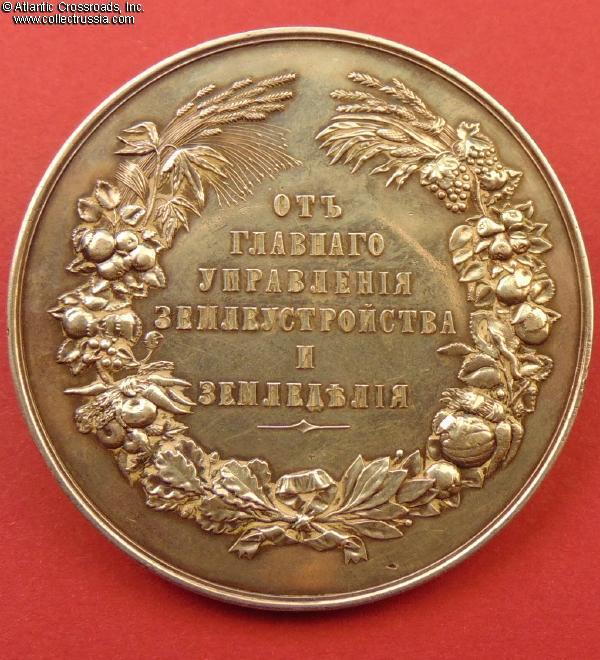 © Atlantic Crossroads, Inc.
www.collectrussia.com
ОТЪ
ГЛАВНАГО
УПРАВЛЕНІЯ
ЗЕМЛЕУСТРОЙСТВА
И
ЗЕМЛЕДѢЛІЯ